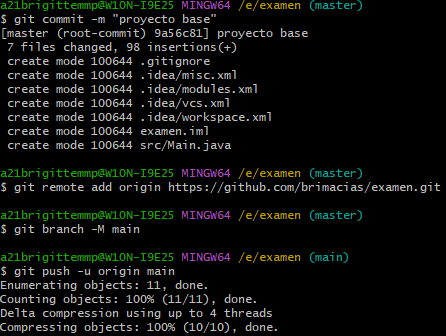 a21brigittemmp@W10N-I9E25 MINGW64 /e/examen (master)
$ git commit -m "proyecto base"
[master (root-commit) 9a56c81] proyecto base
 7 files changed, 98 insertions(+)
 create mode 100644 .gitignore
 create mode 100644 .idea/misc.xml
 create mode 100644 .idea/modules.xml
 create mode 100644 .idea/vcs.xml
 create mode 100644 .idea/workspace.xml
 create mode 100644 examen.iml
 create mode 100644 src/Main.java
a21brigittemmp@W10N-I9E25 MINGW64 /e/examen (master)
$ git remote add origin https://github.com/brimacias/examen.git
a21brigittemmp@W10N-I9E25 MINGW64 /e/examen (master)
$ git branch -M main
a21brigittemmp@W10N-I9E25 MINGW64 /e/examen (main)
$ git push -u origin main
Enumerating objects: 11, done.
Counting objects: 100% (11/11), done.
Delta compression using up to 4 threads
Compressing objects: 100% (10/10), done.